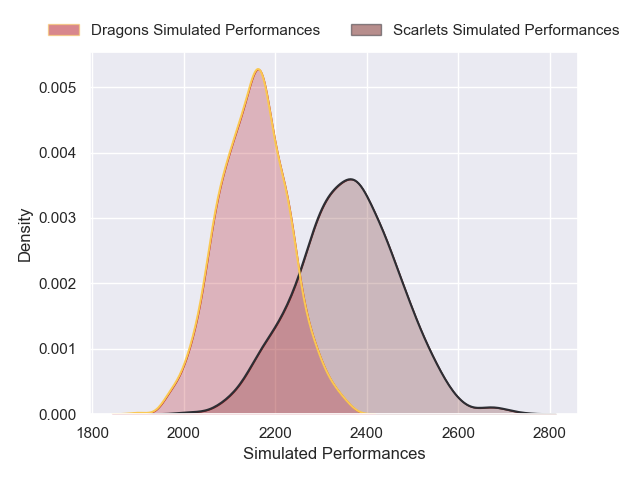 Dragons Simulated Performances
Scarlets Simulated Performances
Density
0.005
0.004
0.003
0.002
0.001
0.000
1800 2000 2200 2400 2600 2800
Simulated Performances